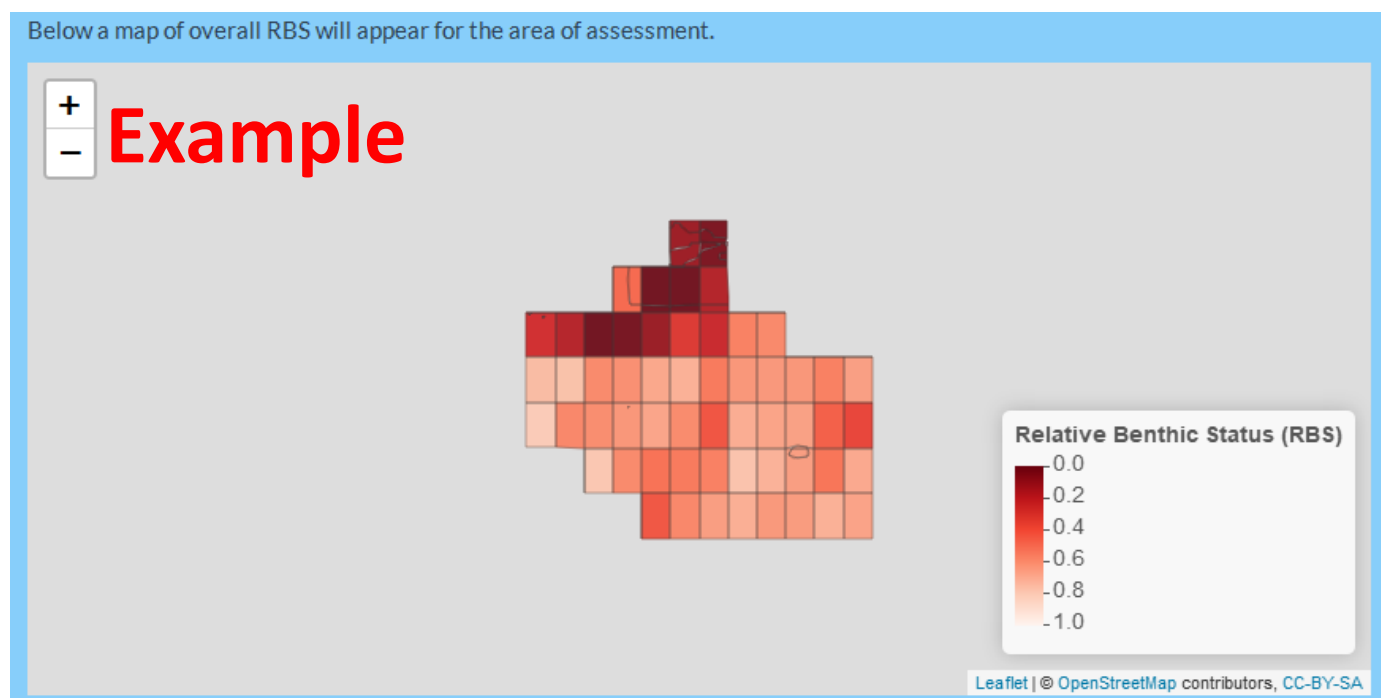 Below a map of overall RBS will appear for the area of assessment.
+
Example
−
Relative Benthic Status (RBS)
0.0
0.2
0.4
0.6
0.8
1.0
Leaflet | © OpenStreetMap contributors, CC-BY-SA